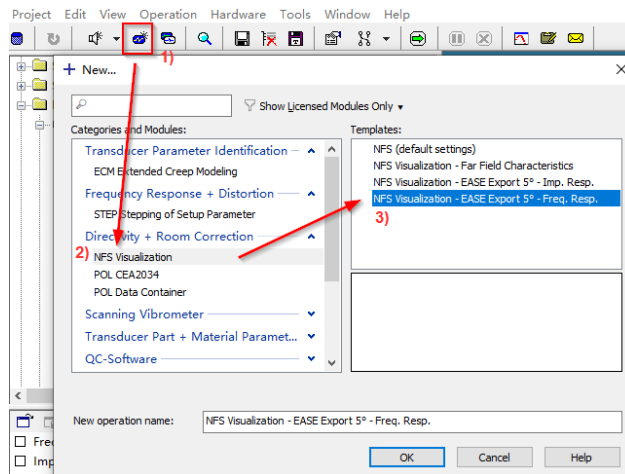 Project Edit View Operation Hardware Tools Window Help
1)
New...
Show Licensed Modules Only
Categories and Modules:
Templates:
Transducer Parameter Identification
ECM Extended Creep Modeling
Frequency Response + Distortion
STEP Stepping of Setup Parameter
Directivity + Room Correction
2)
NFS Visualization
POL CEA2034
POL Data Container
Scanning Vibrometer
Transducer Part + Material Paramet...
QC-Software
NFS (default settings)
NFS Visualization - Far Field Characteristics
NFS Visualization - EASE Export 5° - Imp. Resp.
NFS Visualization - EASE Export 5° - Freq. Resp.
3)
New operation name:
NFS Visualization - EASE Export 5° - Freq. Resp.
OK Cancel Help